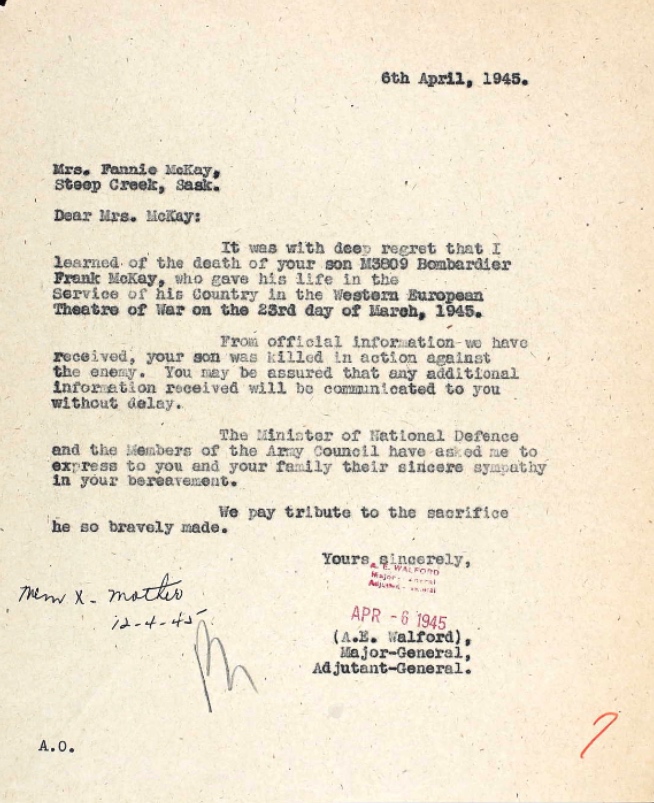 6th April, 1945.
Mrs. Fannie McKay,
Steep Creek, Sask.
Dear Mrs. McKay:
It was with deep regret that I
learned of the death of your son M3809 Bombardier
Frank McKay, who gave his life in the
Service of his Country in the Western European
Theatre of War on the 23rd day of March, 1945.
From official information we have
received, your son was killed in action against
the enemy. You may be assured that any additional
information received will be communicated to you
without delay.
The Minister of National Defence
and the Members of the Army Council have asked me to
express to you and your family their sincere sympathy
in your bereavement.
We pay tribute to the sacrifice
he so bravely made.
Yours sincerely,
A. E. WALFORD
Major-General
Adjutant-General
APR -6 1945
(A.E. Walford),
Major-General,
Adjutant-General.
Mem X - Mother
12-4-45
A.O.